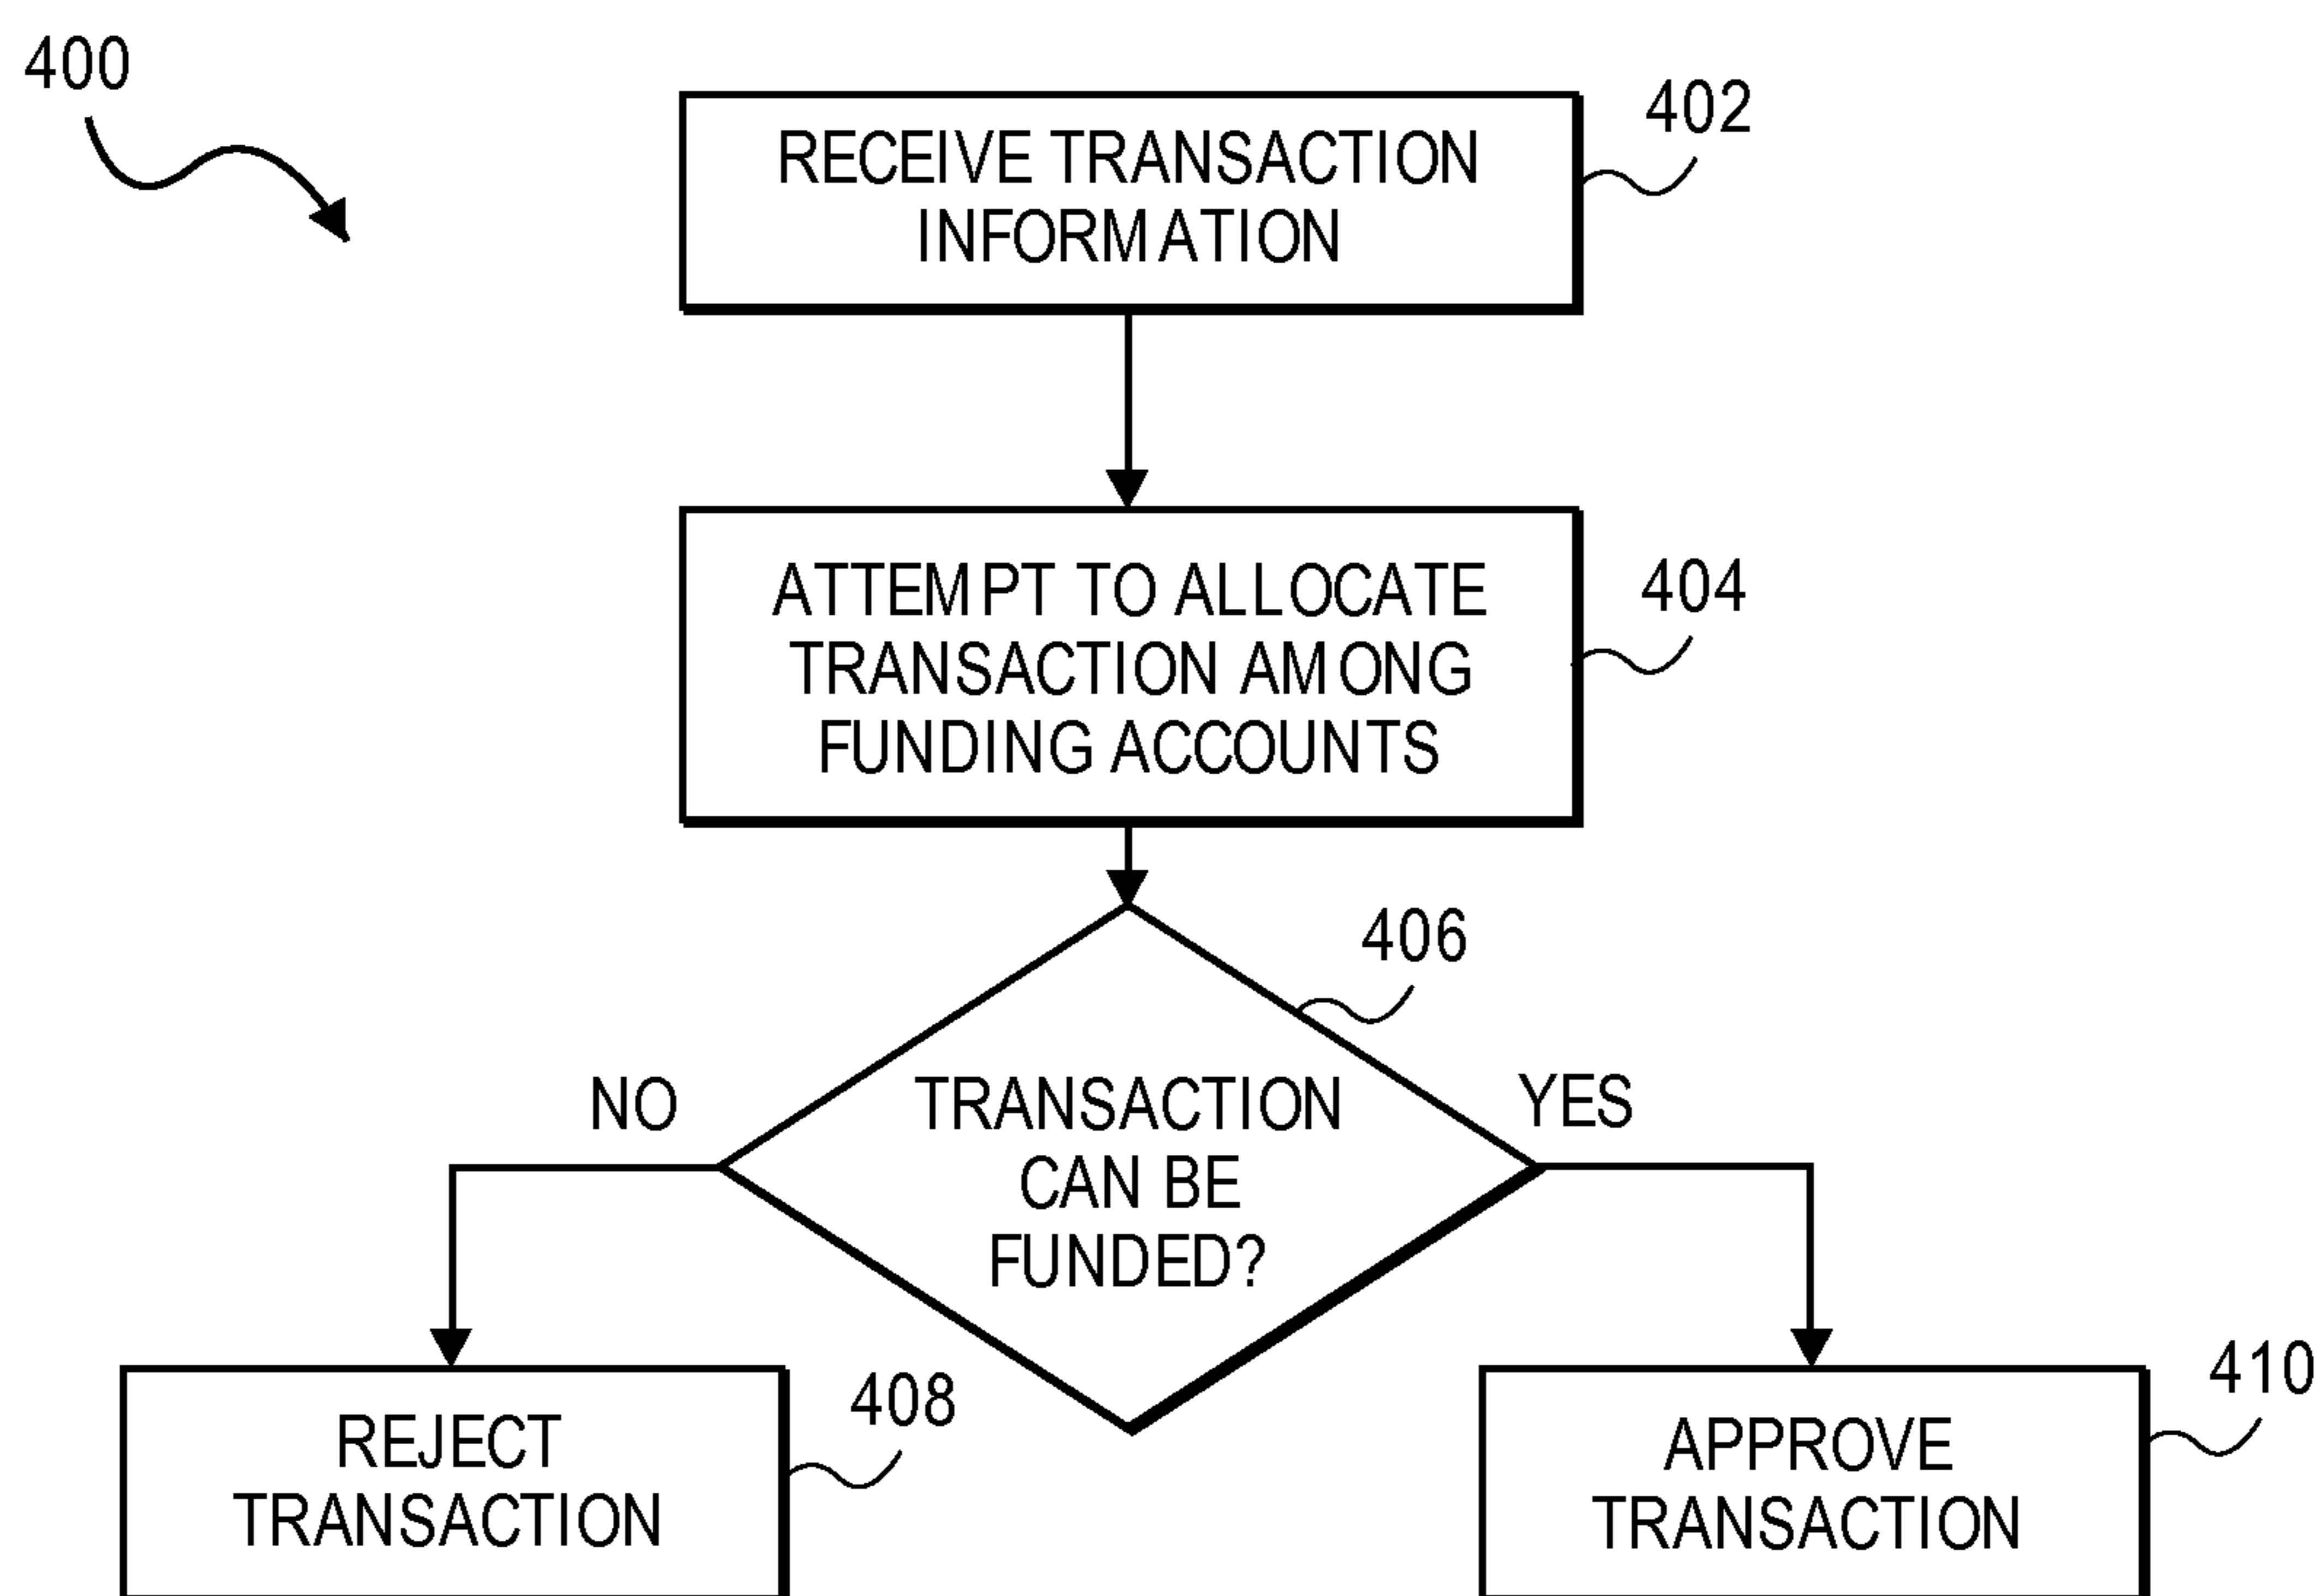 400
402
RECEIVE TRANSACTION
INFORMATION
404
ATTEMPT TO ALLOCATE
TRANSACTION AMONG
FUNDING ACCOUNTS
406
NO
YES
TRANSACTION
CAN BE
FUNDED?
408
REJECT
TRANSACTION
410
APPROVE
TRANSACTION